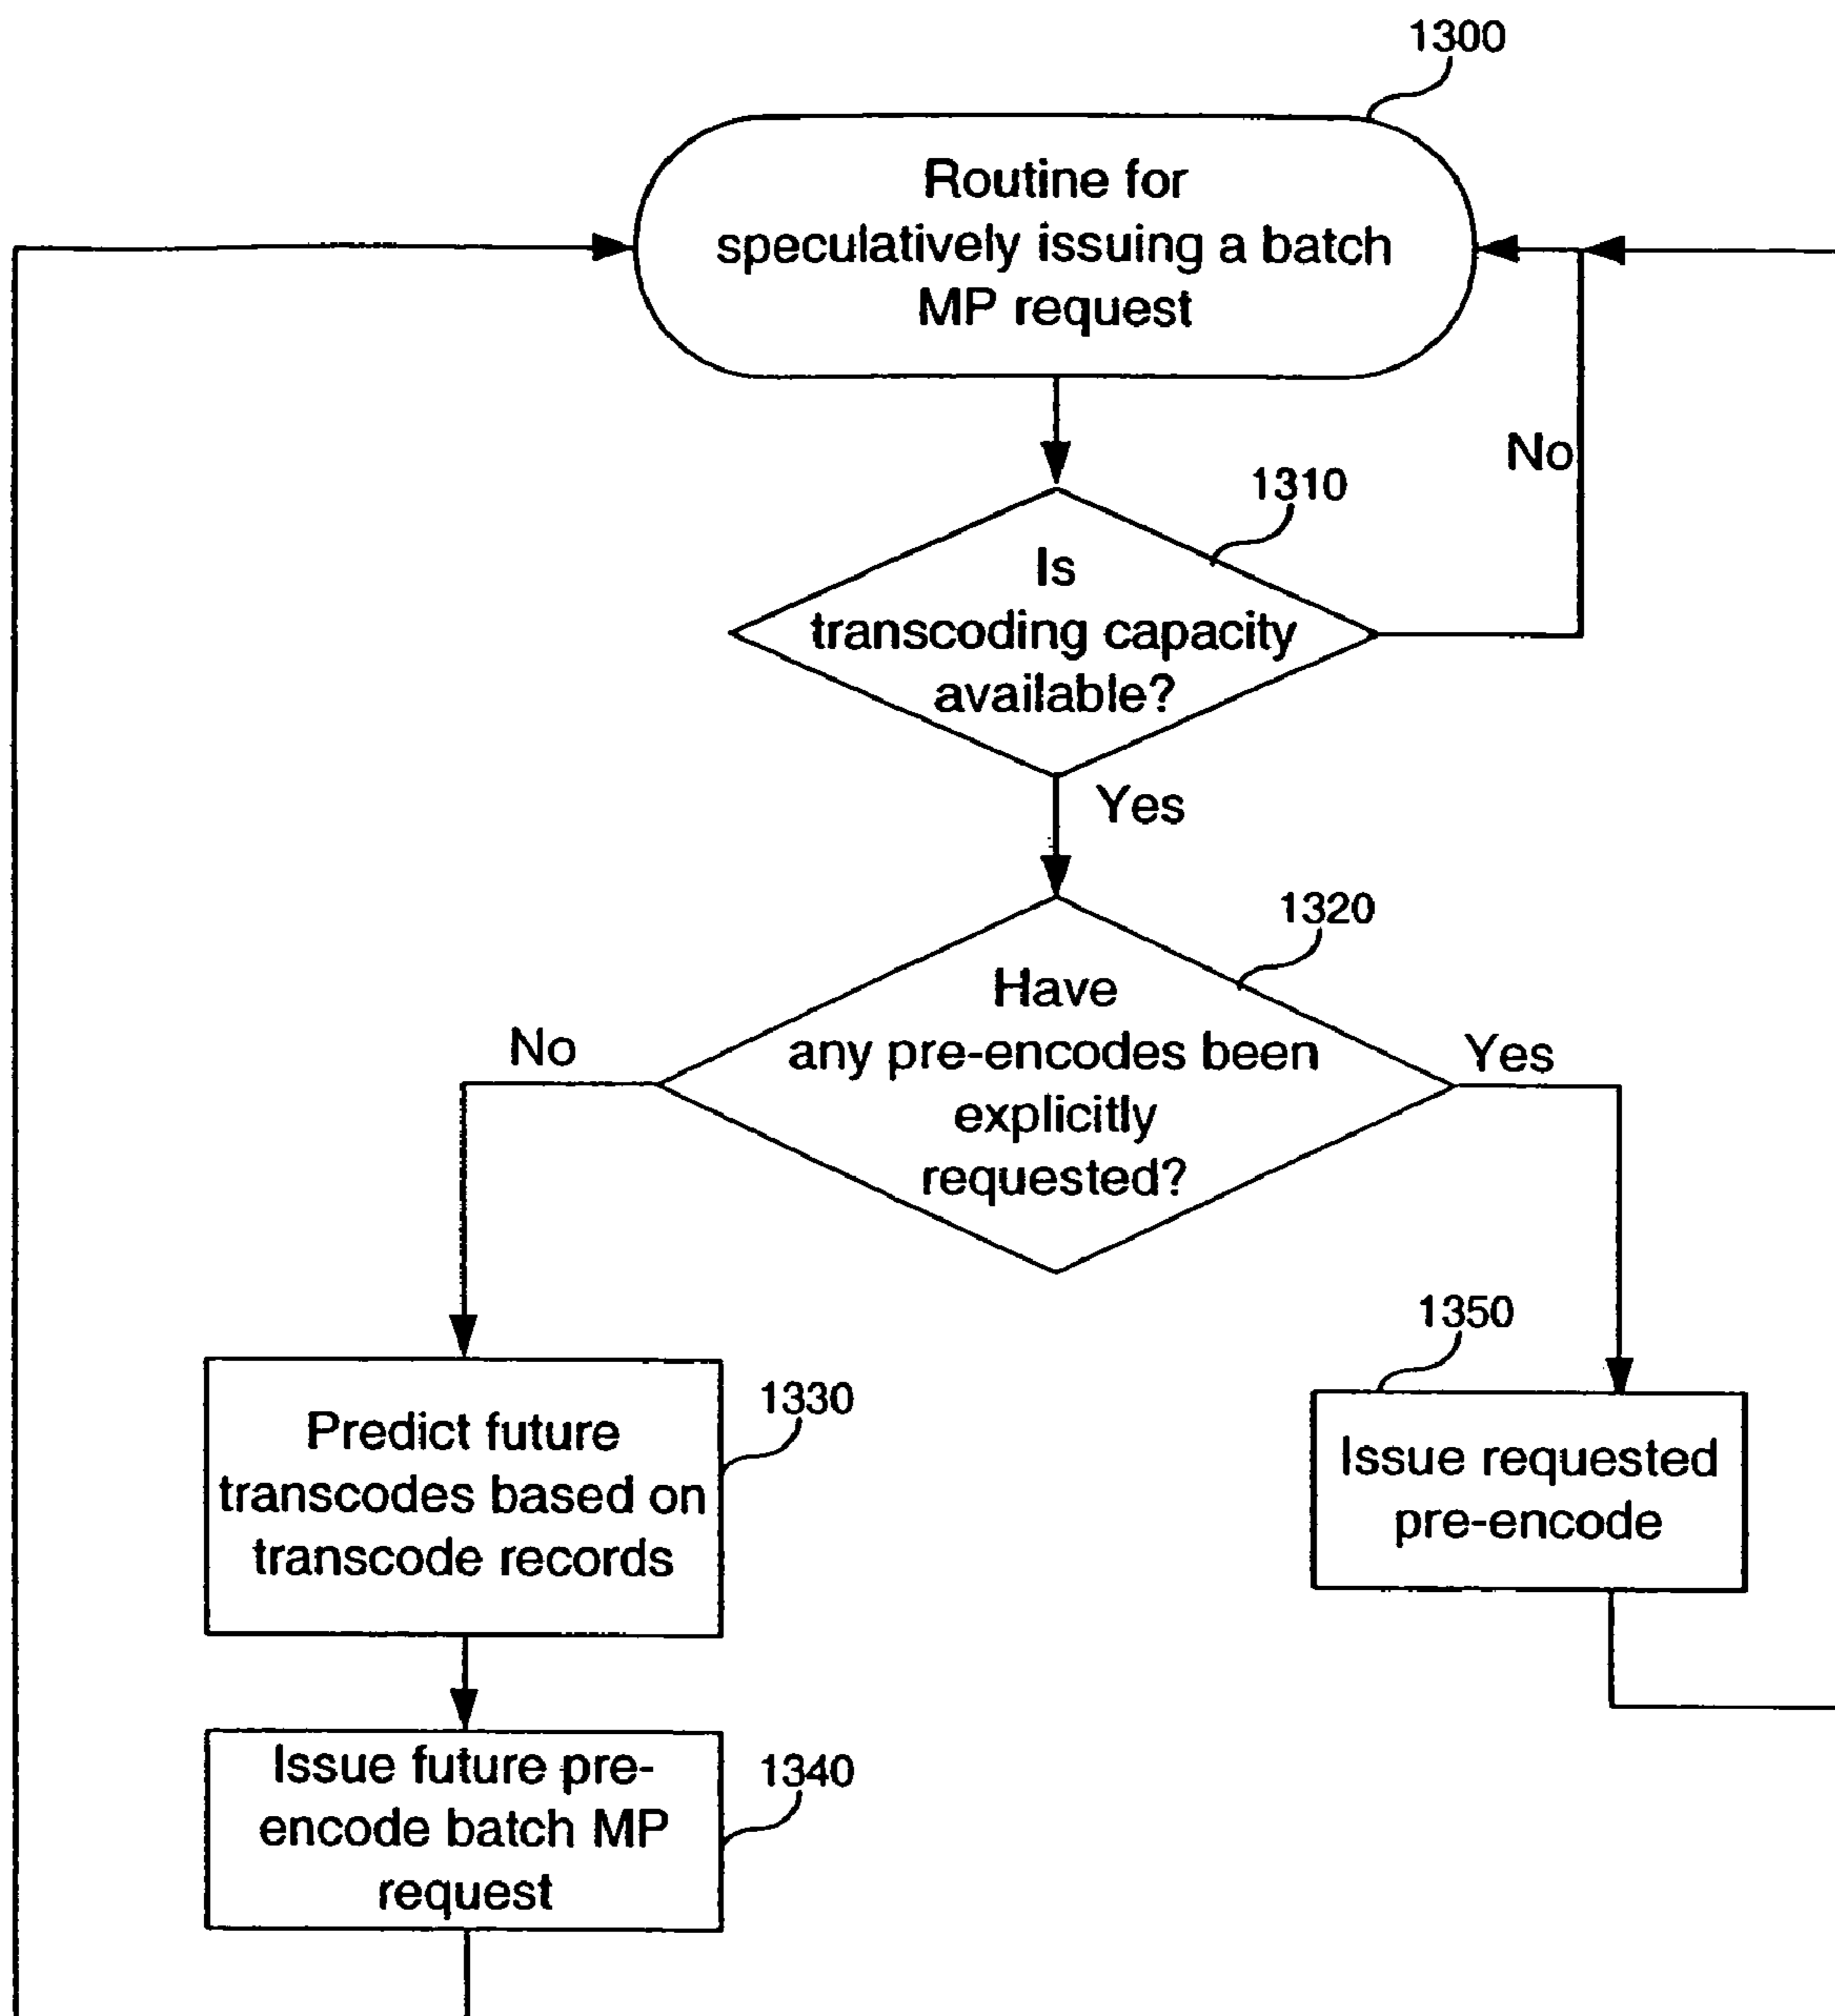 1300
Routine for
speculatively issuing a batch
MP request
No
1310
Is
transcoding capacity
available?
Yes
1320
Have
any pre-encodes been
explicitly
requested?
No
Yes
1350
1330
Predict future
transcodes based on
transcode records
Issue requested
pre-encode
1340
Issue future pre-
encode batch MP
request